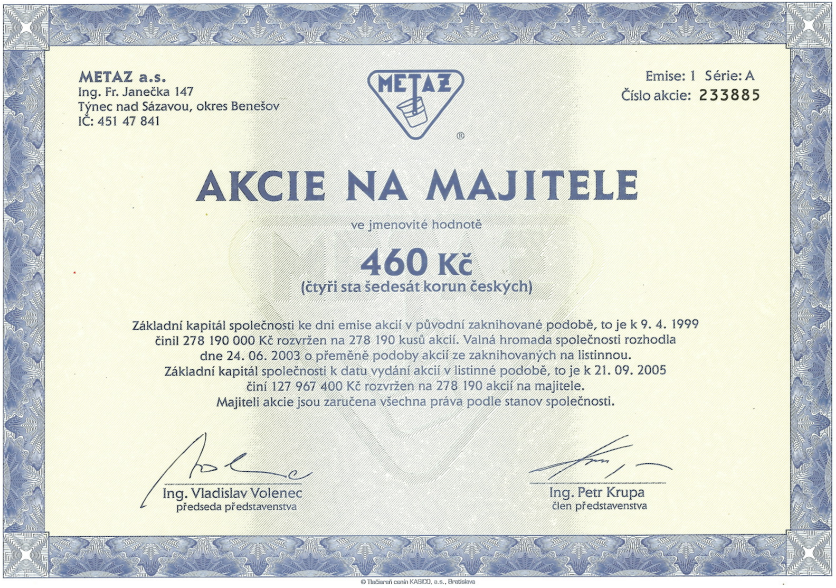 METAZ a.s.
Ing. Fr. Janečka 147
Týnec nad Sázavou, okres Benešov
IČ: 451 47 841
METAZ
®
Emise: 1 Série: A
Číslo akcie: 233885
AKCIE NA MAJITELE
ve jmenovité hodnotě
460 Kč
(čtyři sta šedesát korun českých)
METAZ
Základní kapitál společnosti ke dni emise akcií v původní zaknihované podobě, to je k 9. 4. 1999
činil 278 190 000 Kč rozvržen na 278 190 kusů akcií. Valná hromada společnosti rozhodla
dne 24. 06. 2003 o přeměně podoby akcií ze zaknihovaných na listinnou.
Základní kapitál společnosti k datu vydání akcií v listinné podobě, to je k 21. 09. 2005
činí 127 967 400 Kč rozvržen na 278 190 akcií na majitele.
Majiteli akcie jsou zaručena všechna práva podle stanov společnosti.
Ing. Vladislav Volenec
předseda představenstva
Ing. Petr Krupa
člen představenstva
© Tlačiareň cenín KASICO, a.s., Bratislava